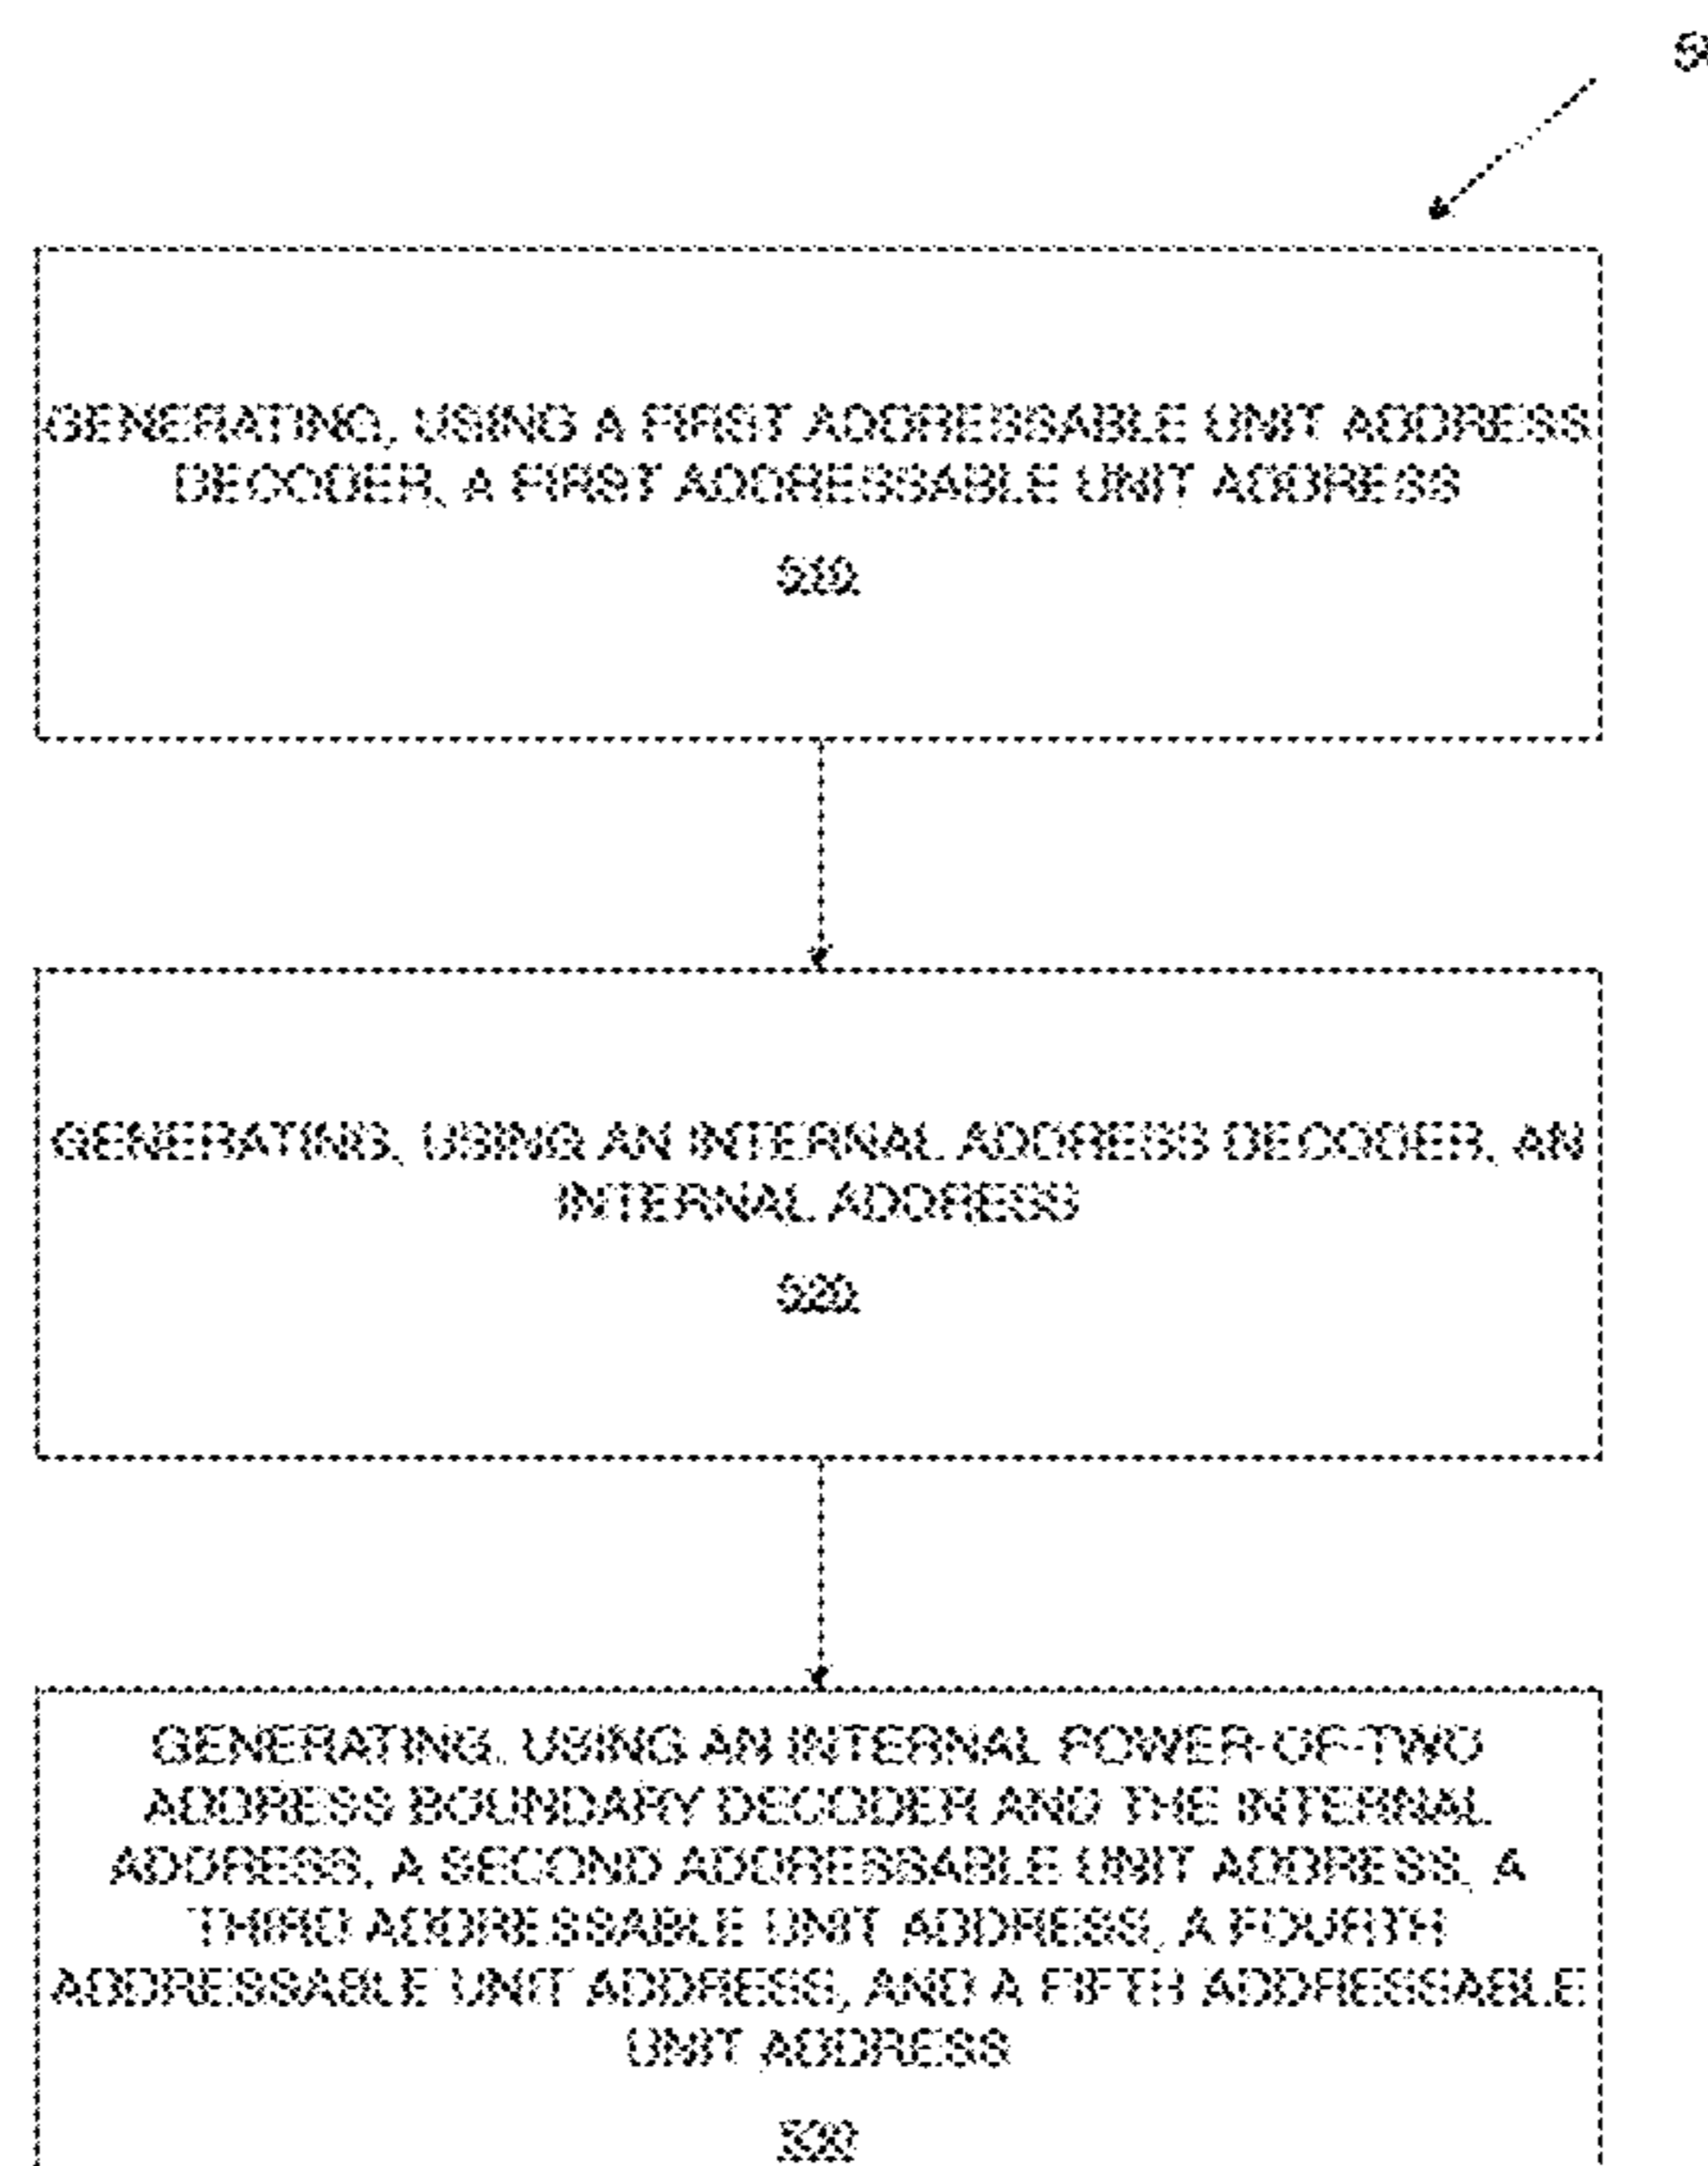 GENERATING, USING A FIRST ADDRESSABLE UNIT ADDRESS
DECODER, A FIRST ADDRESSABLE UNIT ADDRESS
510
GENERATING, USING AN INTERNAL ADDRESS DECODER, AN
INTERNAL ADDRESS
520
GENERATING, USING AN INTERNAL POWER-OF-TWO
ADDRESS BOUNDARY DECODER AND THE INTERNAL
ADDRESS, A SECOND ADDRESSABLE UNIT ADDRESS, A
THIRD ADDRESSABLE UNIT ADDRESS, A FOURTH
ADDRESSABLE UNIT ADDRESS, AND A FIFTH ADDRESSABLE
UNIT ADDRESS
530